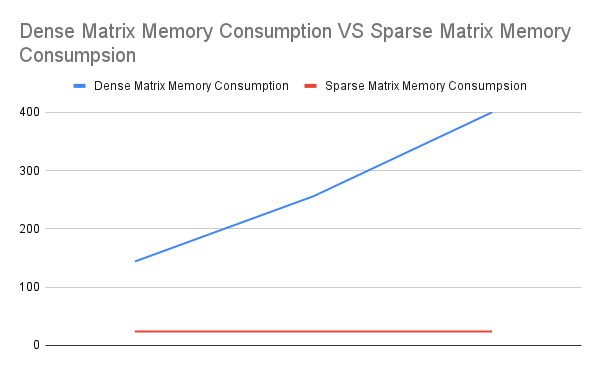 Dense Matrix Memory Consumption VS Sparse Matrix Memory
Consumpsion
Dense Matrix Memory Consumption
Sparse Matrix Memory Consumpsion
400
300
200
100
0